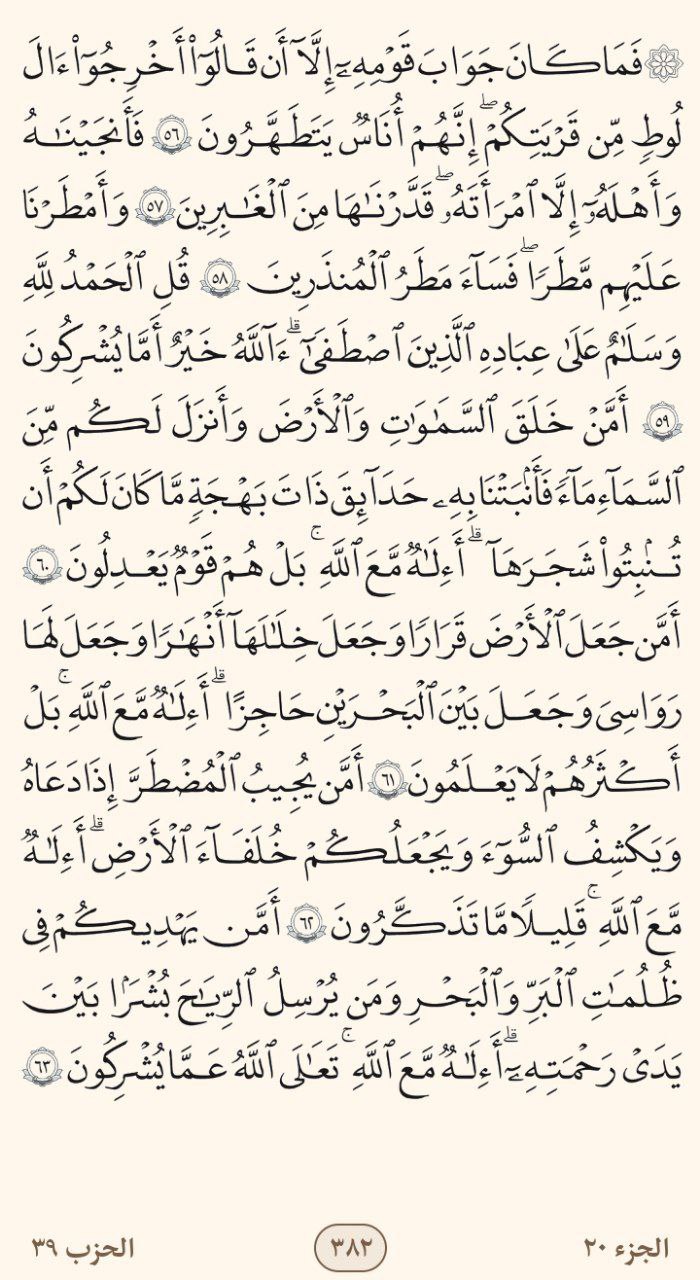 ۞ فَمَا كَانَ جَوَابَ قَوْمِهِۦٓ إِلَّآ أَن قَالُوٓا۟ أَخْرِجُوٓا۟ ءَالَ
لُوطٍ مِّن قَرْيَتِكُمْ ۖ إِنَّهُمْ أُنَاسٌ يَتَطَهَّرُونَ ٥٦ فَأَنجَيْنَـٰهُ
وَأَهْلَهُۥٓ إِلَّا ٱمْرَأَتَهُۥ ۖ قَدَّرْنَـٰهَا مِنَ ٱلْغَـٰبِرِينَ ٥٧ وَأَمْطَرْنَا
عَلَيْهِم مَّطَرًا ۖ فَسَآءَ مَطَرُ ٱلْمُنذَرِينَ ٥٨ قُلِ ٱلْحَمْدُ لِلَّهِ
وَسَلَـٰمٌ عَلَىٰ عِبَادِهِ ٱلَّذِينَ ٱصْطَفَىٰٓ ۗ ءَآللَّهُ خَيْرٌ أَمَّا يُشْرِكُونَ
٥٩ أَمَّنْ خَلَقَ ٱلسَّمَـٰوَٰتِ وَٱلْأَرْضَ وَأَنزَلَ لَكُم مِّنَ
ٱلسَّمَآءِ مَآءً فَأَنۢبَتْنَا بِهِۦ حَدَآئِقَ ذَاتَ بَهْجَةٍ مَّا كَانَ لَكُمْ أَن
تُنۢبِتُوا۟ شَجَرَهَآ ۗ أَءِلَـٰهٌ مَّعَ ٱللَّهِ ۚ بَلْ هُمْ قَوْمٌ يَعْدِلُونَ ٦٠
أَمَّن جَعَلَ ٱلْأَرْضَ قَرَارًا وَجَعَلَ خِلَـٰلَهَآ أَنْهَـٰرًا وَجَعَلَ لَهَا
رَوَٰسِىَ وَجَعَلَ بَيْنَ ٱلْبَحْرَيْنِ حَاجِزًا ۗ أَءِلَـٰهٌ مَّعَ ٱللَّهِ ۚ بَلْ
أَكْثَرُهُمْ لَا يَعْلَمُونَ ٦١ أَمَّن يُجِيبُ ٱلْمُضْطَرَّ إِذَا دَعَاهُ
وَيَكْشِفُ ٱلسُّوٓءَ وَيَجْعَلُكُمْ خُلَفَآءَ ٱلْأَرْضِ ۗ أَءِلَـٰهٌ
مَّعَ ٱللَّهِ ۚ قَلِيلًا مَّا تَذَكَّرُونَ ٦٢ أَمَّن يَهْدِيكُمْ فِى
ظُلُمَـٰتِ ٱلْبَرِّ وَٱلْبَحْرِ وَمَن يُرْسِلُ ٱلرِّيَـٰحَ بُشْرًۢا بَيْنَ
يَدَىْ رَحْمَتِهِۦٓ ۗ أَءِلَـٰهٌ مَّعَ ٱللَّهِ ۚ تَعَـٰلَى ٱللَّهُ عَمَّا يُشْرِكُونَ ٦٣
الجزء ٢٠ ٣٨٢ الحزب ٣٩